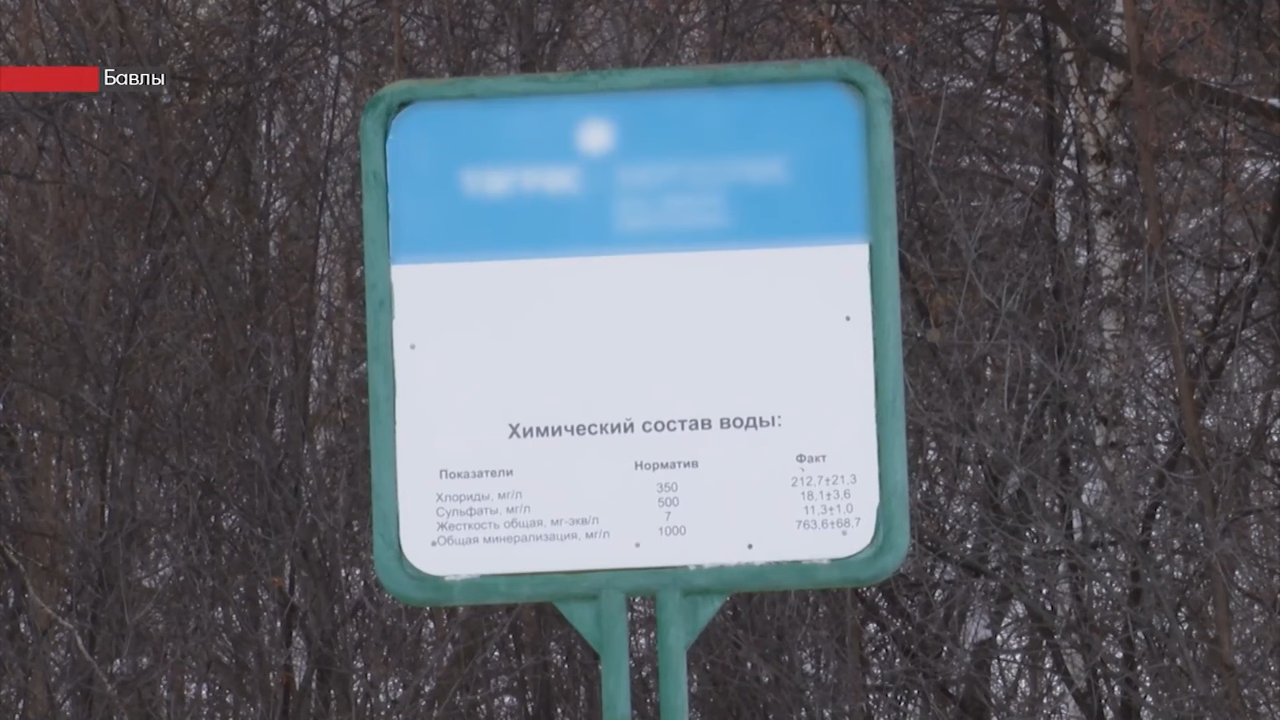 Бавлы
Химический состав воды:
Показатели Норматив Факт
Хлориды, мг/л 350 212,7±21,3
Сульфаты, мг/л 500 18,1±3,6
Жесткость общая, мг-экв/л 7 11,3±1,0
Общая минерализация, мг/л 1000 763,6±68,7